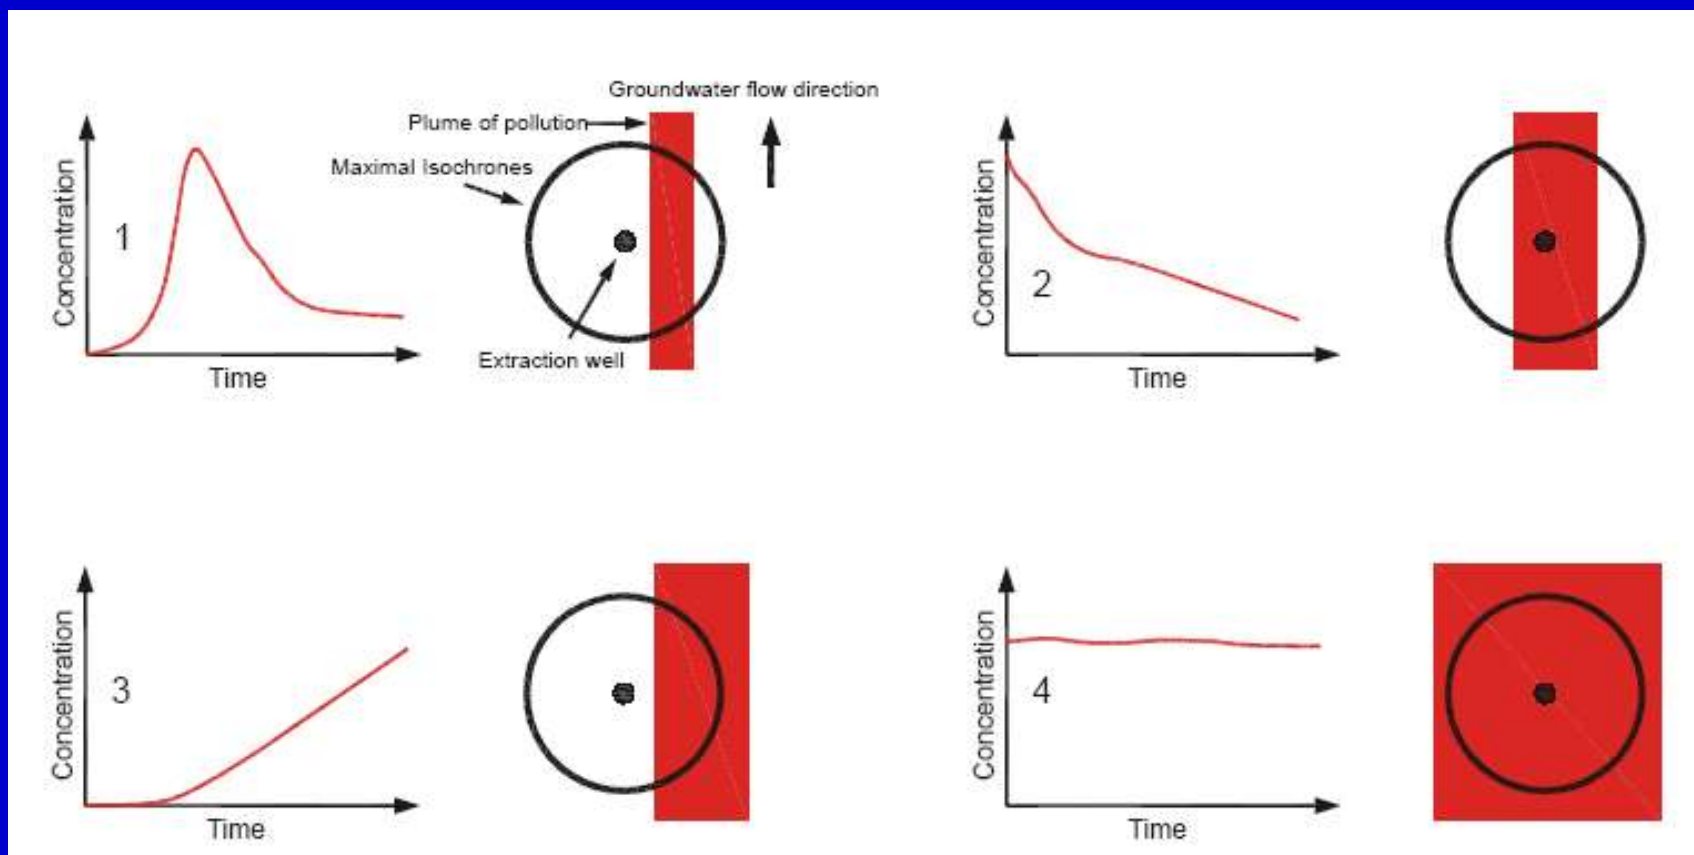 Groundwater flow direction
Plume of pollution
Maximal Isochrones
Concentration
1
Extraction well
Time
Concentration
2
Time
Concentration
3
Time
Concentration
4
Time